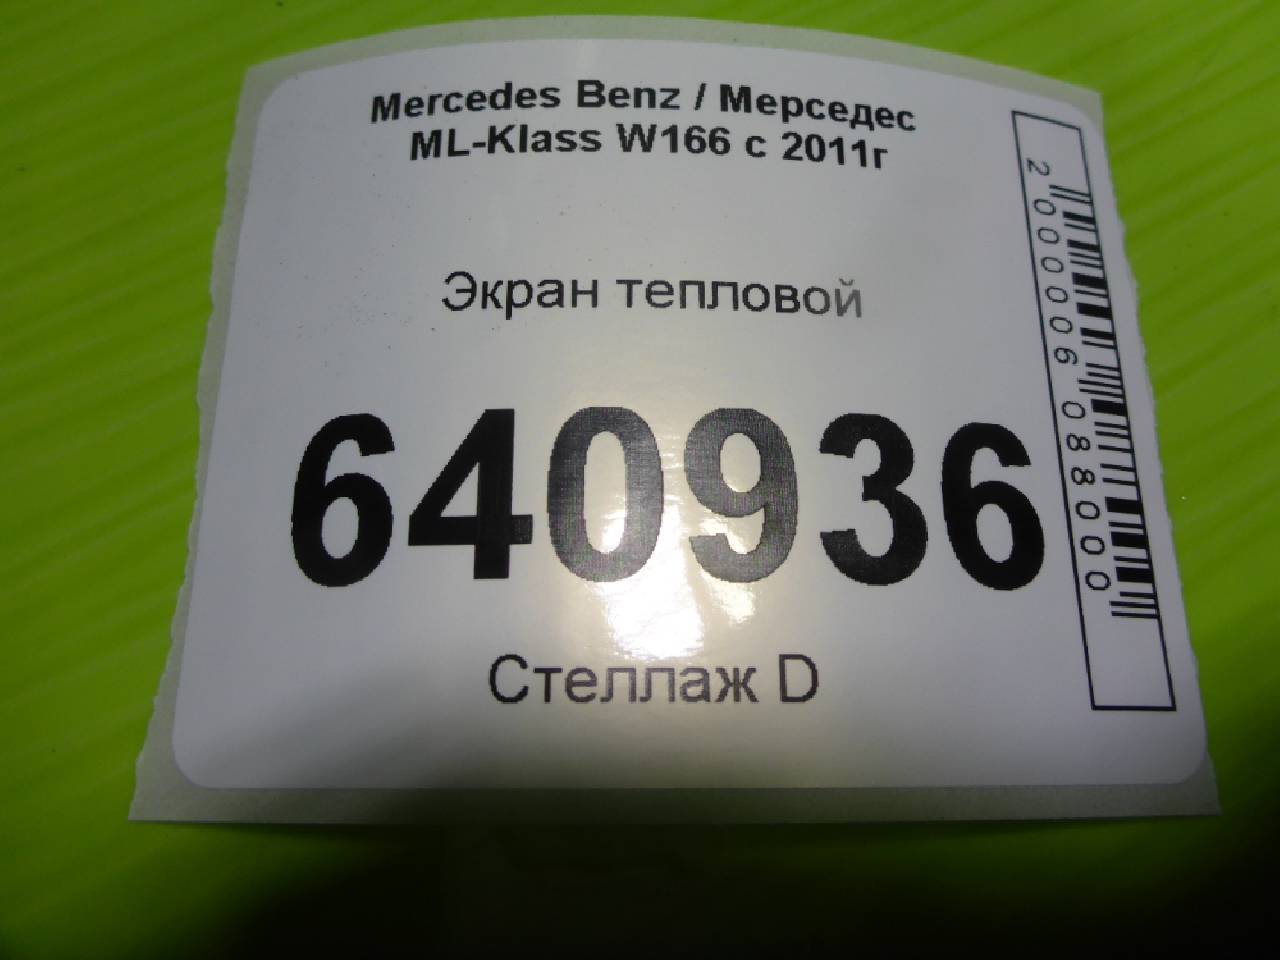 Mercedes Benz / Мерседес
ML-Klass W166 с 2011г
Экран тепловой
640936
Стеллаж D
2000006088000